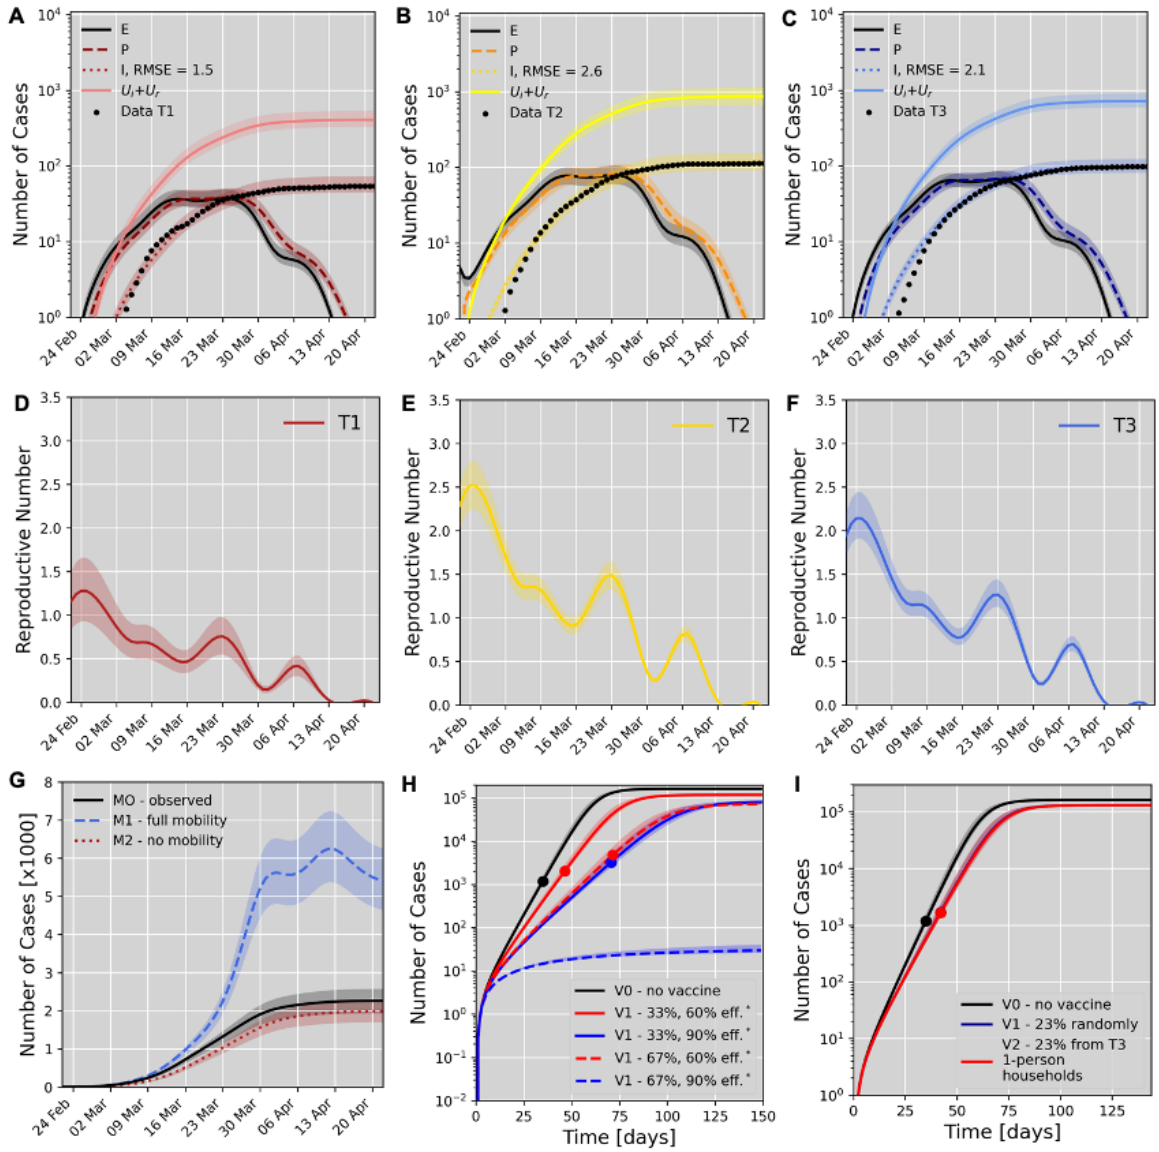 A
Number of Cases
10⁴
10³
10²
10¹
10⁰
E
P
I, RMSE = 1.5
Uᵢ+Uᵣ
Data T1
24 Feb
02 Mar
09 Mar
16 Mar
23 Mar
30 Mar
06 Apr
13 Apr
20 Apr
B
Number of Cases
10⁴
10³
10²
10¹
10⁰
E
P
I, RMSE = 2.6
Uᵢ+Uᵣ
Data T2
24 Feb
02 Mar
09 Mar
16 Mar
23 Mar
30 Mar
06 Apr
13 Apr
20 Apr
C
Number of Cases
10⁴
10³
10²
10¹
10⁰
E
P
I, RMSE = 2.1
Uᵢ+Uᵣ
Data T3
24 Feb
02 Mar
09 Mar
16 Mar
23 Mar
30 Mar
06 Apr
13 Apr
20 Apr
D
Reproductive Number
3.5
3.0
2.5
2.0
1.5
1.0
0.5
0.0
T1
24 Feb
02 Mar
09 Mar
16 Mar
23 Mar
30 Mar
06 Apr
13 Apr
20 Apr
E
Reproductive Number
3.5
3.0
2.5
2.0
1.5
1.0
0.5
0.0
T2
24 Feb
02 Mar
09 Mar
16 Mar
23 Mar
30 Mar
06 Apr
13 Apr
20 Apr
F
Reproductive Number
3.5
3.0
2.5
2.0
1.5
1.0
0.5
0.0
T3
24 Feb
02 Mar
09 Mar
16 Mar
23 Mar
30 Mar
06 Apr
13 Apr
20 Apr
G
Number of Cases [x1000]
8
7
6
5
4
3
2
1
0
MO - observed
M1 - full mobility
M2 - no mobility
24 Feb
02 Mar
09 Mar
16 Mar
23 Mar
30 Mar
06 Apr
13 Apr
20 Apr
H
Number of Cases
10⁵
10⁴
10³
10²
10¹
10⁰
10⁻¹
10⁻²
V0 - no vaccine
V1 - 33%, 60% eff.*
V1 - 33%, 90% eff.*
V1 - 67%, 60% eff.*
V1 - 67%, 90% eff.*
0
25
50
75
100
125
150
Time [days]
I
Number of Cases
10⁵
10⁴
10³
10²
10¹
10⁰
V0 - no vaccine
V1 - 23% randomly
V2 - 23% from T3
1-person
households
0
25
50
75
100
125
Time [days]